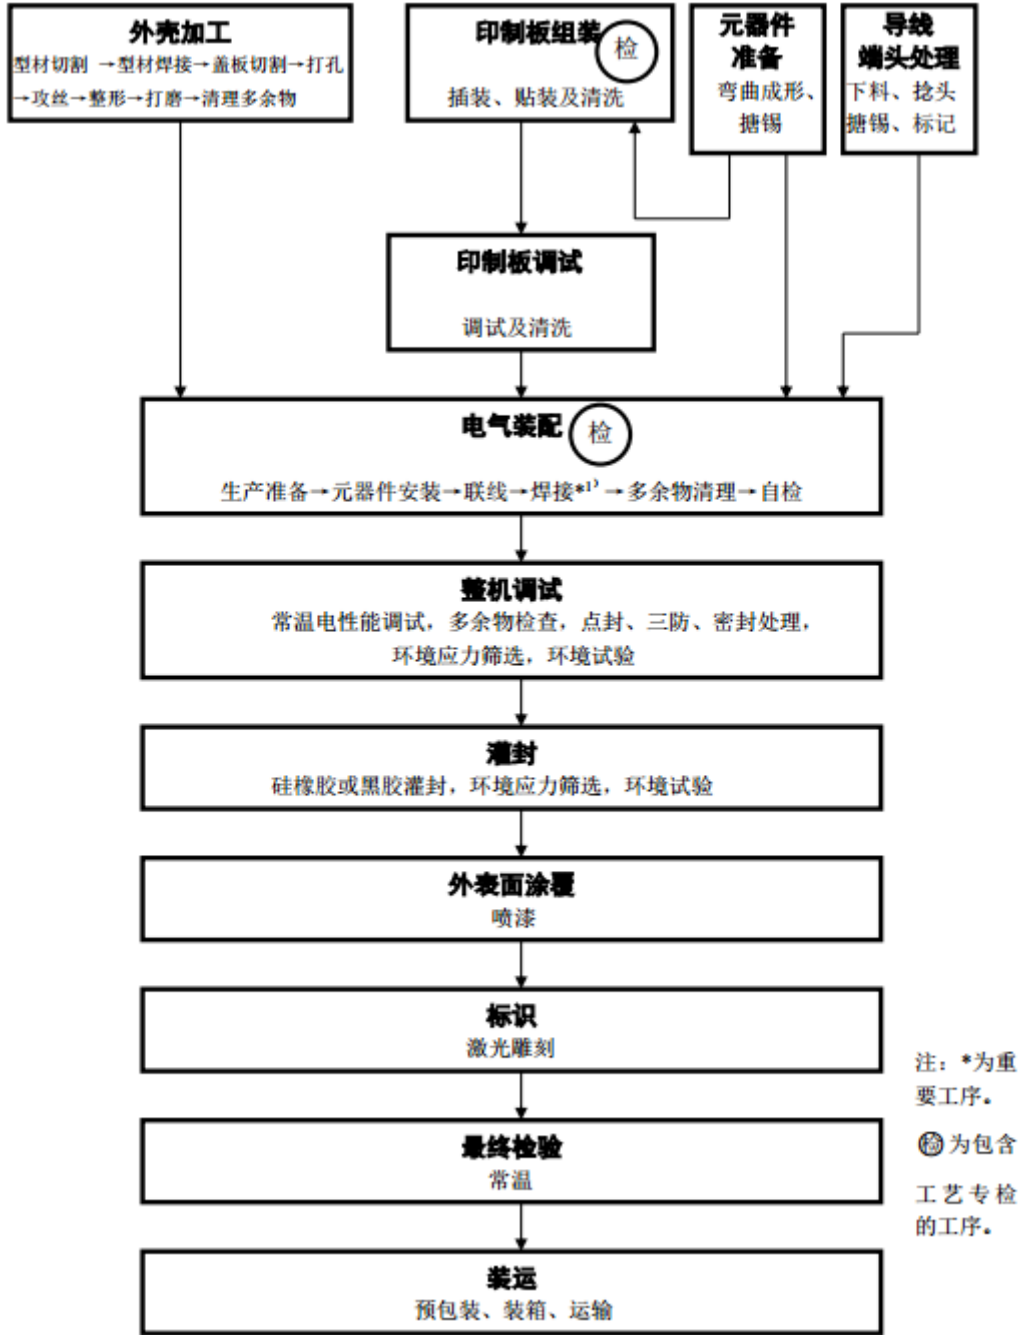 外壳加工
型材切割 →型材焊接→盖板切割→打孔
→攻丝→整形→打磨→清理多余物
印制板组装
检
插装、贴装及清洗
元器件
准备
弯曲成形、
搪锡
导线
端头处理
下料、捻头
搪锡、标记
印制板调试
调试及清洗
电气装配
检
生产准备→元器件安装→联线→焊接*¹⁾→多余物清理→自检
整机调试
常温电性能调试，多余物检查，点封、三防、密封处理，
环境应力筛选，环境试验
灌封
硅橡胶或黑胶灌封，环境应力筛选，环境试验
外表面涂覆
喷漆
标识
激光雕刻
最终检验
常温
装运
预包装、装箱、运输
注：*为重
要工序。
检为包含
工艺专检
的工序。